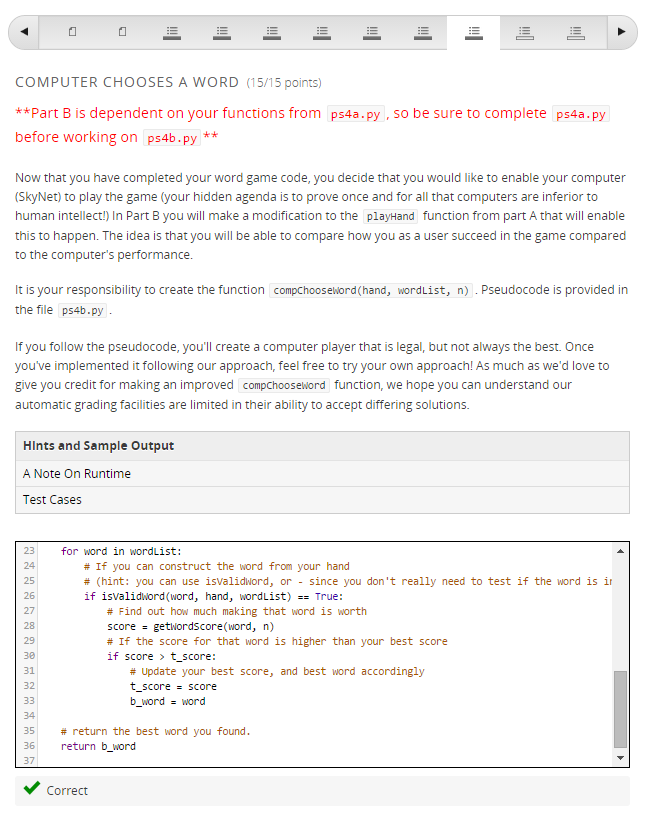 COMPUTER CHOOSES A WORD (15/15 points)
**Part B is dependent on your functions from ps4a.py , so be sure to complete ps4a.py
before working on ps4b.py **
Now that you have completed your word game code, you decide that you would like to enable your computer
(SkyNet) to play the game (your hidden agenda is to prove once and for all that computers are inferior to
human intellect!) In Part B you will make a modification to the playHand function from part A that will enable
this to happen. The idea is that you will be able to compare how you as a user succeed in the game compared
to the computer's performance.
It is your responsibility to create the function compChooseWord(hand, wordList, n) . Pseudocode is provided in
the file ps4b.py .
If you follow the pseudocode, you'll create a computer player that is legal, but not always the best. Once
you've implemented it following our approach, feel free to try your own approach! As much as we'd love to
give you credit for making an improved compChooseWord function, we hope you can understand our
automatic grading facilities are limited in their ability to accept differing solutions.
Hints and Sample Output
A Note On Runtime
Test Cases
23 for word in wordList:
24 # If you can construct the word from your hand
25 # (hint: you can use isValidWord, or - since you don't really need to test if the word is in
26 if isValidWord(word, hand, wordList) == True:
27 # Find out how much making that word is worth
28 score = getWordScore(word, n)
29 # If the score for that word is higher than your best score
30 if score > t_score:
31 # Update your best score, and best word accordingly
32 t_score = score
33 b_word = word
34
35 # return the best word you found.
36 return b_word
37
Correct